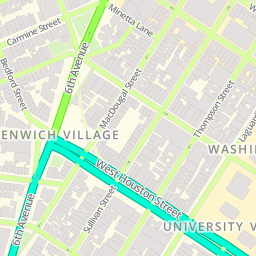 Minetta Lane
Carmine Street
6th Avenue
Bedford Street
MacDougal Street
Thompson Street
ENWICH VILLAGE
Lagua
WASHI
West Houston Street
Sullivan Street
6th Avenue
UNIVERSITY V